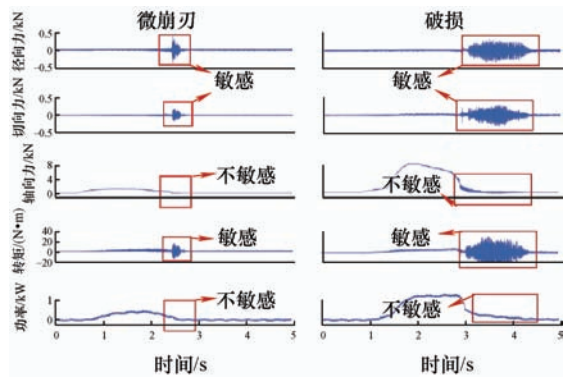 微崩刃
破损
径向力/kN
0.5
0
-0.5
敏感
敏感
切向力/kN
0.5
0
-0.5
轴向力/kN
8
4
0
不敏感
不敏感
转矩/(N•m)
40
20
0
-20
敏感
敏感
功率/kW
1
0
不敏感
不敏感
0 1 2 3 4 5
0 1 2 3 4 5
时间/s
时间/s